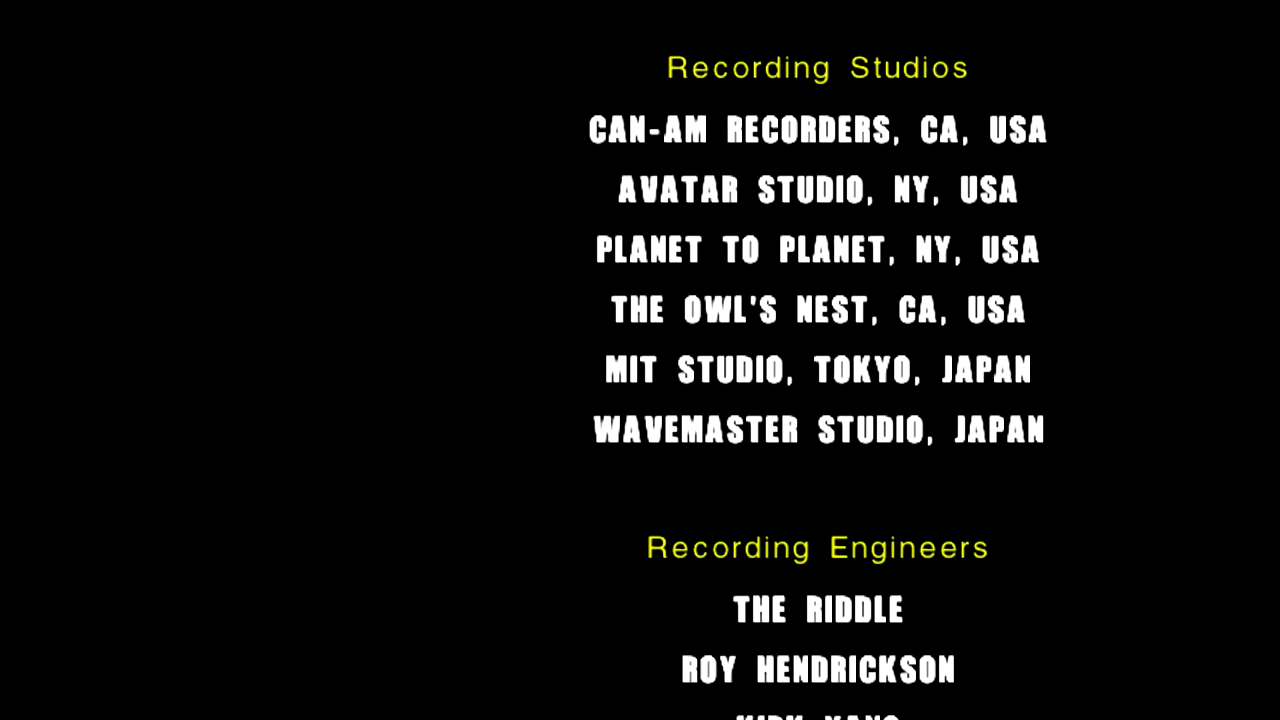 Recording Studios
CAN-AM RECORDERS, CA, USA
AVATAR STUDIO, NY, USA
PLANET TO PLANET, NY, USA
THE OWL'S NEST, CA, USA
MIT STUDIO, TOKYO, JAPAN
WAVEMASTER STUDIO, JAPAN
Recording Engineers
THE RIDDLE
ROY HENDRICKSON